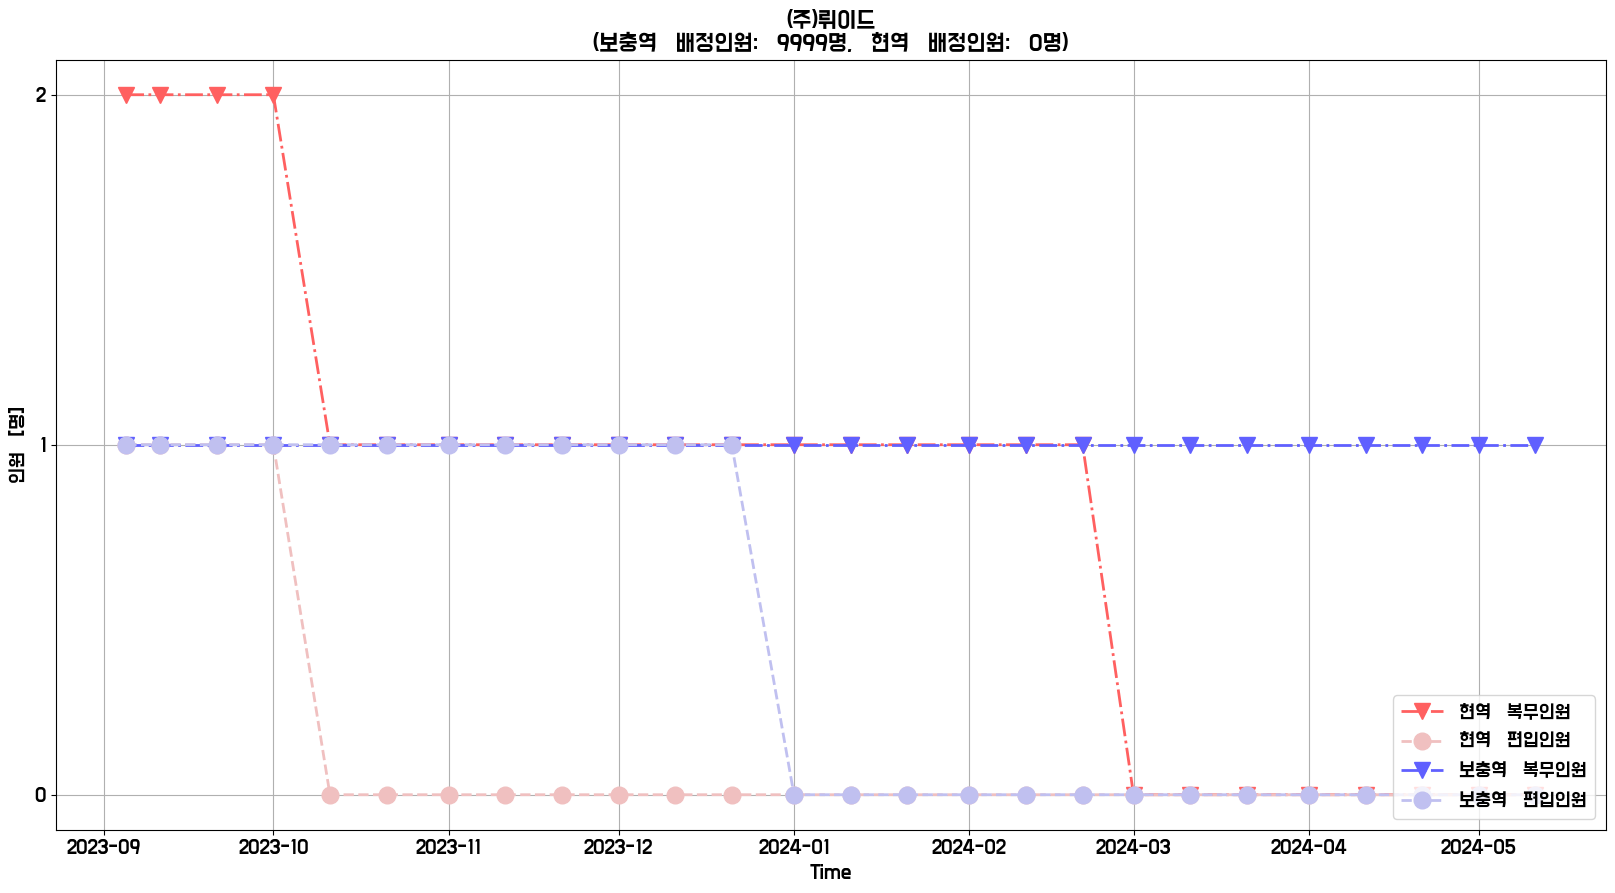 (주)뤼이드
(보충역 배정인원: 9999명, 현역 배정인원: 0명)
인원 [명]
2
1
0
2023-09 2023-10 2023-11 2023-12 2024-01 2024-02 2024-03 2024-04 2024-05
Time
현역 복무인원
현역 편입인원
보충역 복무인원
보충역 편입인원